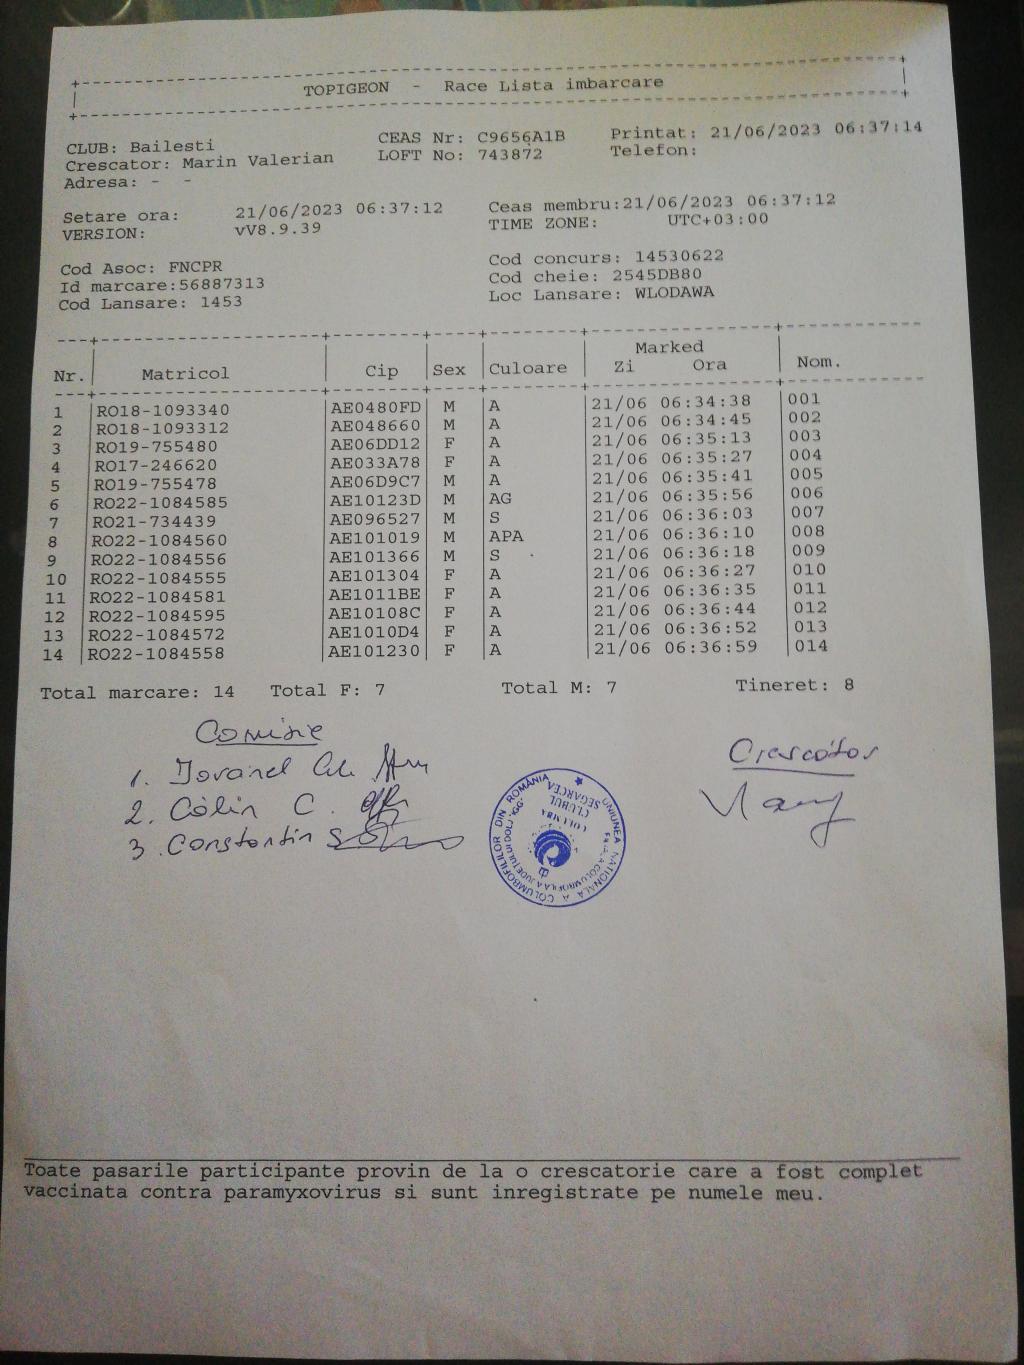 TOPIGEON - Race Lista imbarcare
CLUB: Bailesti CEAS Nr: C9656A1B Printat: 21/06/2023 06:37:14
Crescator: Marin Valerian LOFT No: 743872 Telefon:
Adresa: - -
Setare ora: 21/06/2023 06:37:12 Ceas membru:21/06/2023 06:37:12
VERSION: vV8.9.39 TIME ZONE: UTC+03:00
Cod Asoc: FNCPR Cod concurs: 14530622
Id marcare:56887313 Cod cheie: 2545DB80
Cod Lansare: 1453 Loc Lansare: WLODAWA
Marked
Nr. Matricol Cip Sex Culoare Zi Ora Nom.
1 RO18-1093340 AE0480FD M A 21/06 06:34:38 001
2 RO18-1093312 AE048660 M A 21/06 06:34:45 002
3 RO19-755480 AE06DD12 F A 21/06 06:35:13 003
4 RO17-246620 AE033A78 F A 21/06 06:35:27 004
5 RO19-755478 AE06D9C7 M A 21/06 06:35:41 005
6 RO22-1084585 AE10123D M AG 21/06 06:35:56 006
7 RO21-734439 AE096527 M S 21/06 06:36:03 007
8 RO22-1084560 AE101019 M APA 21/06 06:36:10 008
9 RO22-1084556 AE101366 M S 21/06 06:36:18 009
10 RO22-1084555 AE101304 F A 21/06 06:36:27 010
11 RO22-1084581 AE1011BE F A 21/06 06:36:35 011
12 RO22-1084595 AE10108C F A 21/06 06:36:44 012
13 RO22-1084572 AE1010D4 F A 21/06 06:36:52 013
14 RO22-1084558 AE101230 F A 21/06 06:36:59 014
Total marcare: 14 Total F: 7 Total M: 7 Tineret: 8
Comisie
Crescător
1.
2. Călin C.
3. Constantin
UNIUNEA NATIONALA A COLUMBOFILILOR DIN ROMÂNIA
CLUBUL
SEGARCEA
Toate pasarile participante provin de la o crescatorie care a fost complet
vaccinata contra paramyxovirus si sunt inregistrate pe numele meu.